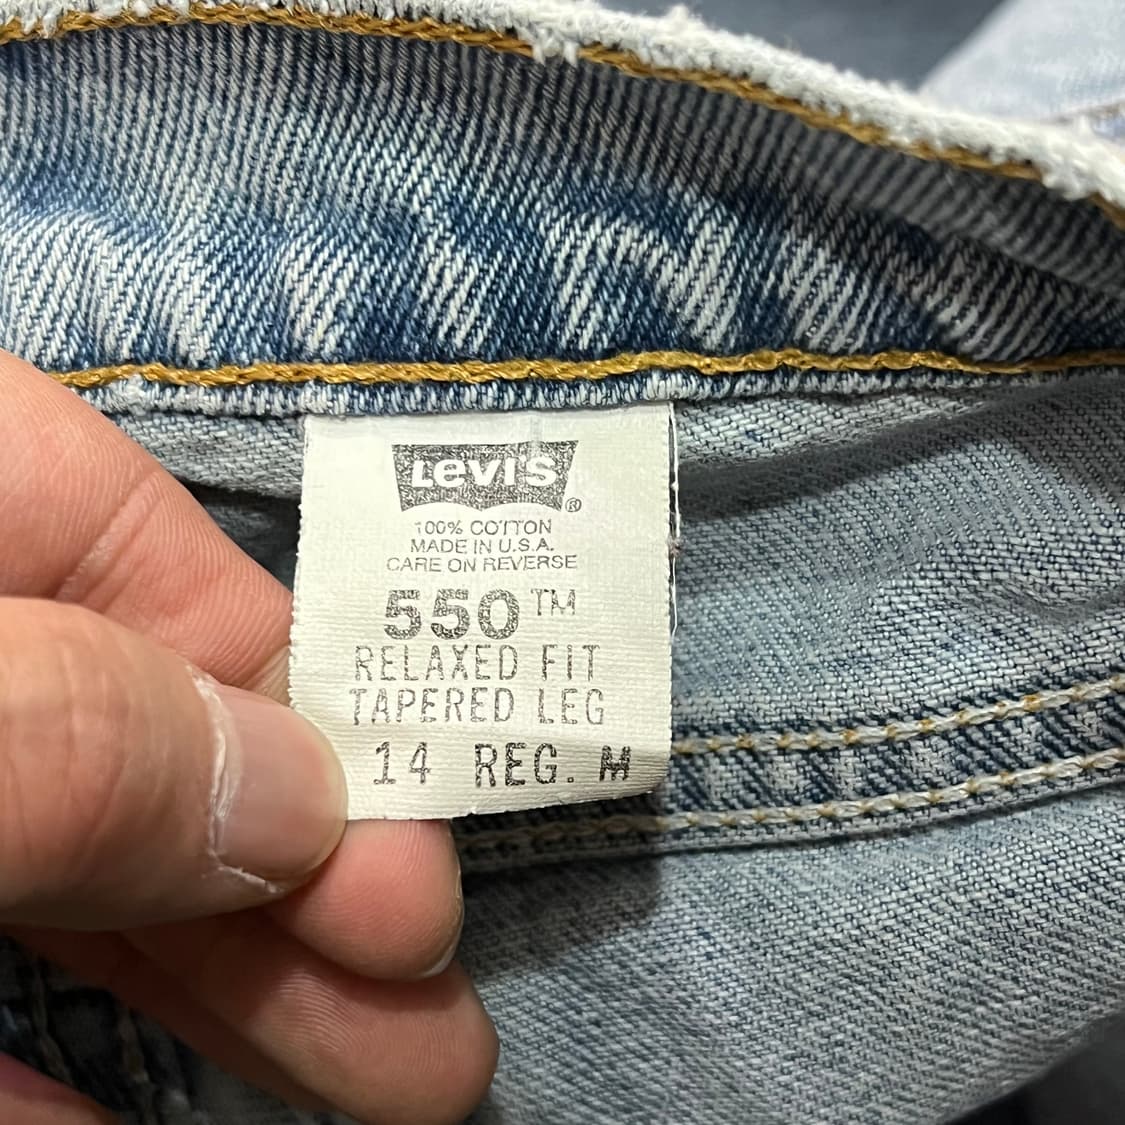 Levi's®
100% COTTON
MADE IN U.S.A.
CARE ON REVERSE
550™
RELAXED FIT
TAPERED LEG
14 REG. M